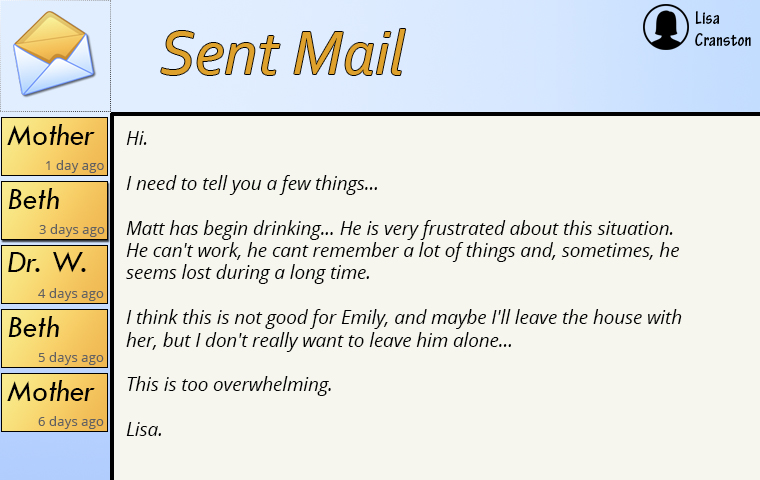 Sent Mail
Lisa
Cranston
Mother
1 day ago
Beth
3 days ago
Dr. W.
4 days ago
Beth
5 days ago
Mother
6 days ago
Hi.
I need to tell you a few things...
Matt has begin drinking... He is very frustrated about this situation.
He can't work, he cant remember a lot of things and, sometimes, he
seems lost during a long time.
I think this is not good for Emily, and maybe I'll leave the house with
her, but I don't really want to leave him alone...
This is too overwhelming.
Lisa.